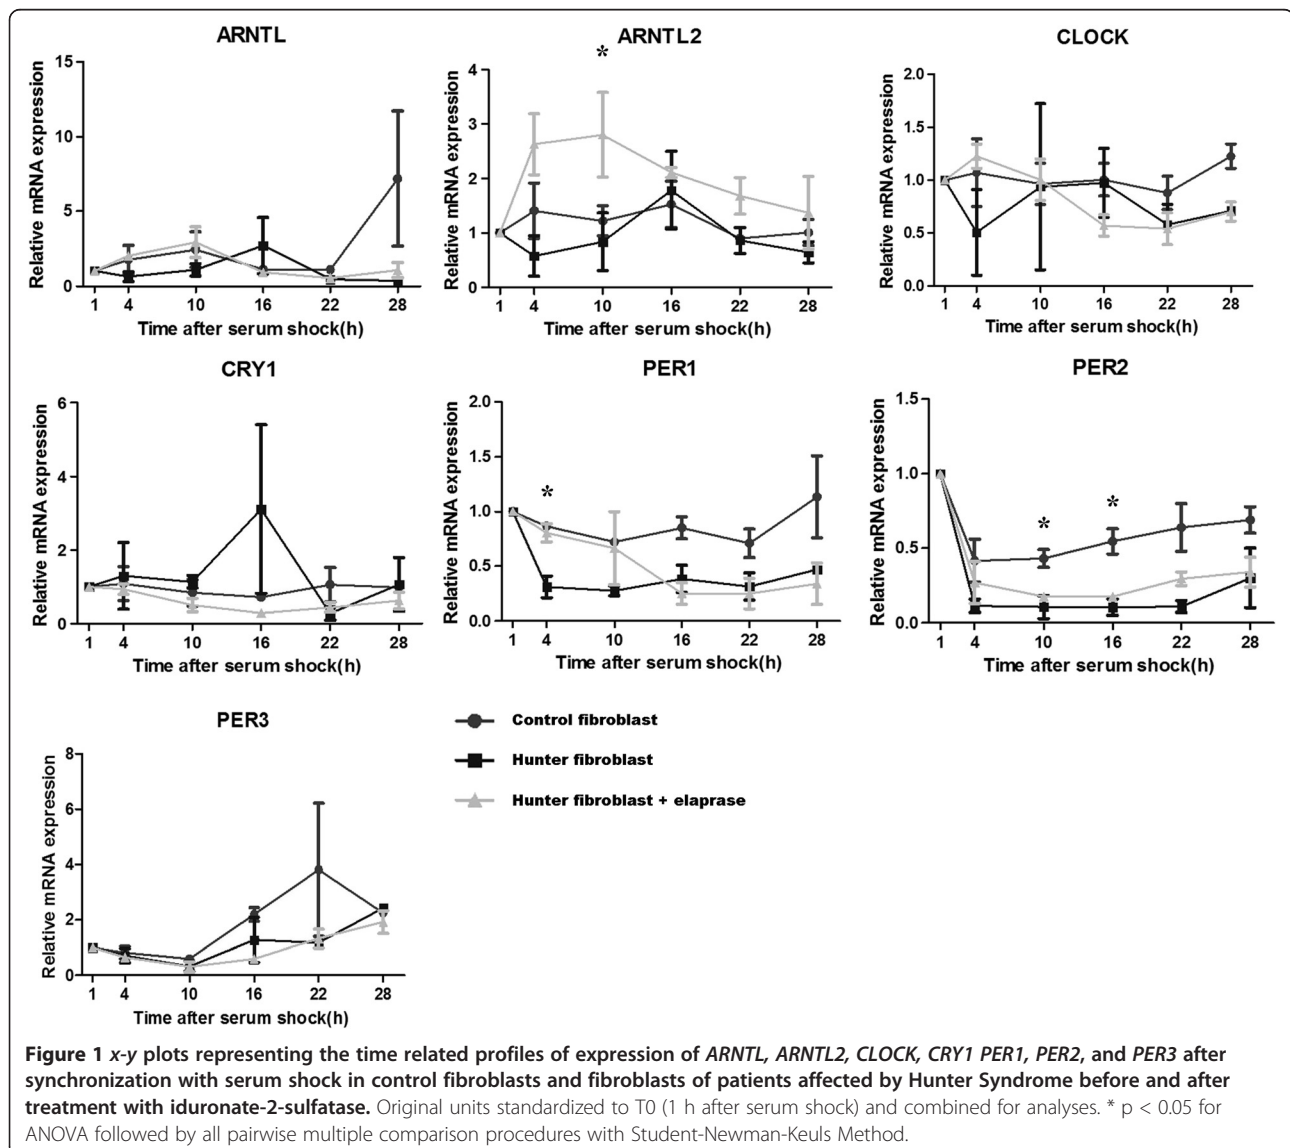 ARNTL
Relative mRNA expression
15
10
5
0
1 4 10 16 22 28
Time after serum shock(h)
ARNTL2
*
Relative mRNA expression
4
3
2
1
0
1 4 10 16 22 28
Time after serum shock(h)
CLOCK
Relative mRNA expression
2.0
1.5
1.0
0.5
0.0
1 4 10 16 22 28
Time after serum shock(h)
CRY1
Relative mRNA expression
6
4
2
0
1 4 10 16 22 28
Time after serum shock(h)
PER1
Relative mRNA expression
2.0
1.5
1.0
0.5
0.0
*
1 4 10 16 22 28
Time after serum shock(h)
PER2
Relative mRNA expression
1.5
1.0
0.5
0.0
* *
1 4 10 16 22 28
Time after serum shock(h)
PER3
Relative mRNA expression
8
6
4
2
0
1 4 10 16 22 28
Time after serum shock(h)
Control fibroblast
Hunter fibroblast
Hunter fibroblast + elaprase
Figure 1 x-y plots representing the time related profiles of expression of ARNTL, ARNTL2, CLOCK, CRY1 PER1, PER2, and PER3 after
synchronization with serum shock in control fibroblasts and fibroblasts of patients affected by Hunter Syndrome before and after
treatment with iduronate-2-sulfatase. Original units standardized to T0 (1 h after serum shock) and combined for analyses. * p < 0.05 for
ANOVA followed by all pairwise multiple comparison procedures with Student-Newman-Keuls Method.